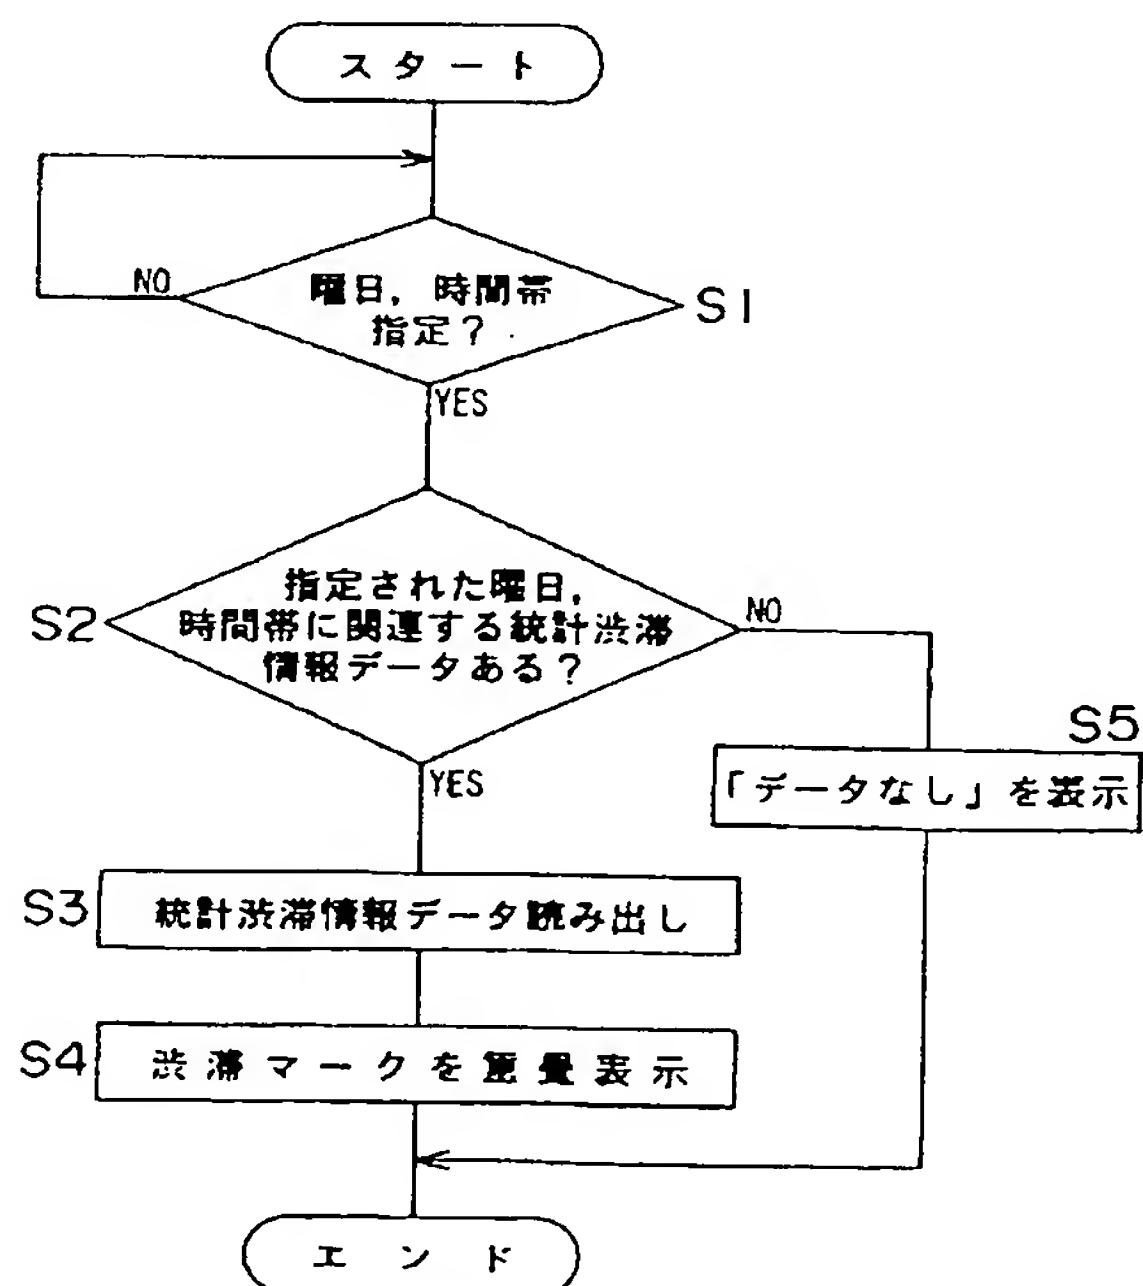 スタート
NO
曜日，時間帯
指定？
S1
YES
指定された曜日，
時間帯に関連する統計渋滞
情報データある？
S2
NO
YES
S5
「データなし」を表示
S3
統計渋滞情報データ読み出し
S4
渋滞マークを重畳表示
エンド